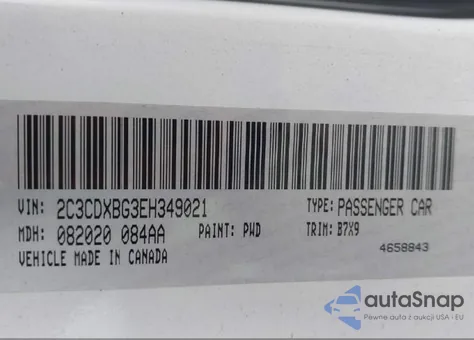 VIN: 2C3CDXBG3EH349021 TYPE: PASSENGER CAR
MDH: 082020 084AA PAINT: PWD TRIM: B7X9
VEHICLE MADE IN CANADA 4658843
autoSnap
Pewne auta z aukcji USA - EU